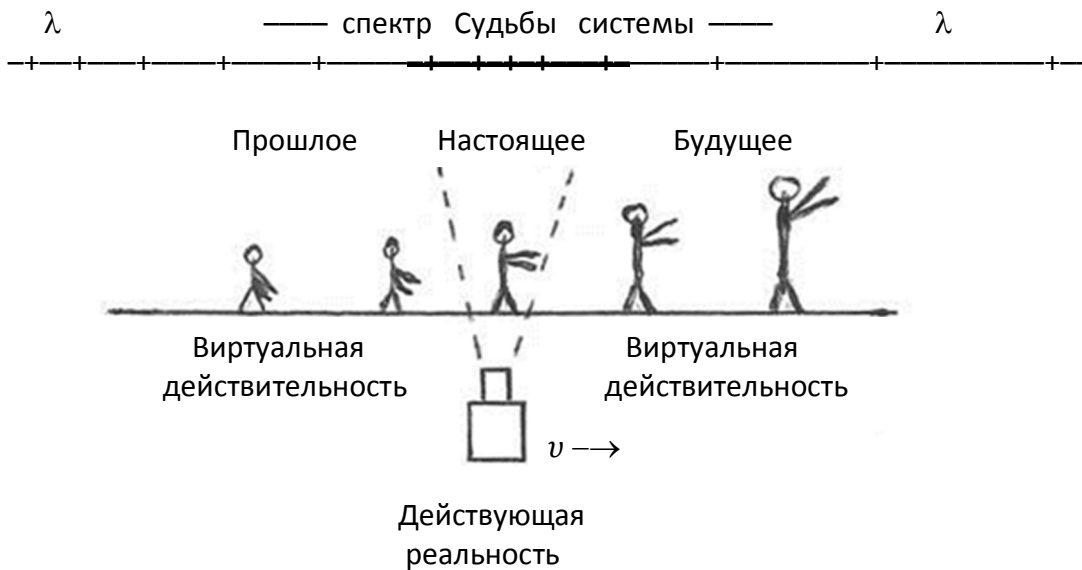 λ —— спектр Судьбы системы —— λ
Прошлое Настоящее Будущее
Виртуальная Виртуальная
действительность действительность
υ ⟶
Действующая
реальность